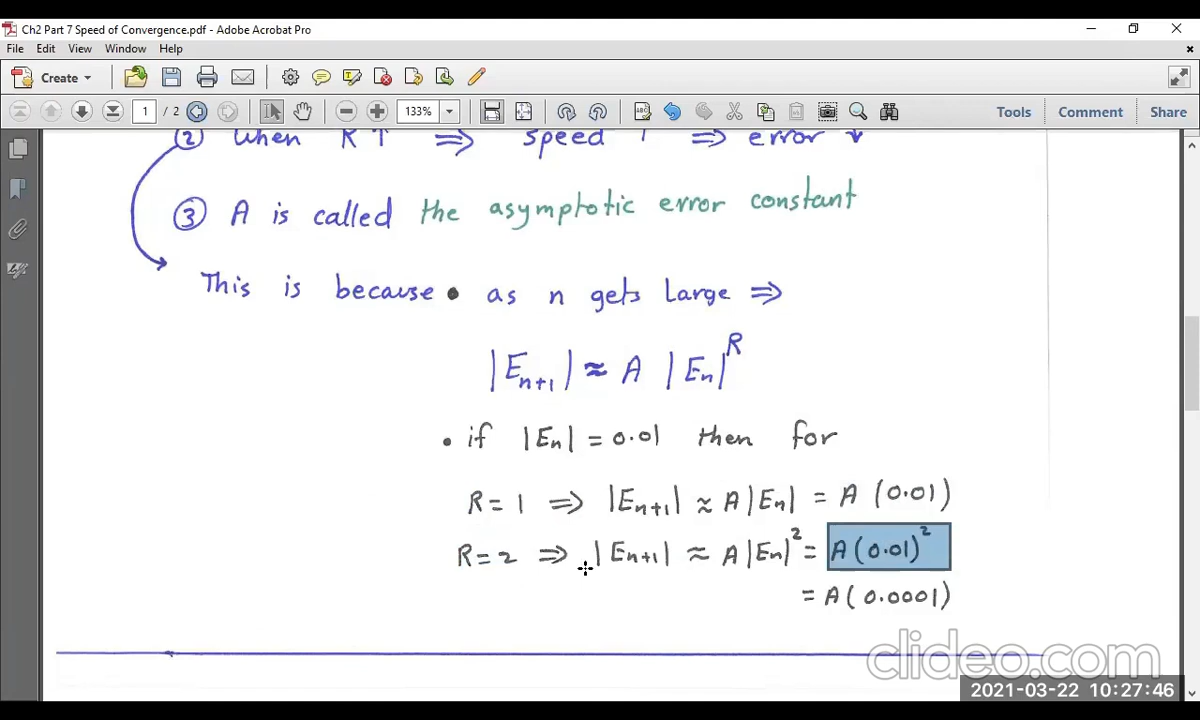 Ch2 Part 7 Speed of Convergence.pdf - Adobe Acrobat Pro
File Edit View Window Help
Create
1 / 2 133% Tools Comment Share
② When R ↑ ⇒ speed ↑ ⇒ error ↓
③ A is called the asymptotic error constant
This is because • as n gets Large ⇒
|En+1| ≈ A |En|^R
• if |En| = 0.01 then for
R = 1 ⇒ |En+1| ≈ A |En| = A (0.01)
R = 2 ⇒ |En+1| ≈ A |En|² = A (0.01)²
= A (0.0001)
clideo.com
2021-03-22 10:27:46